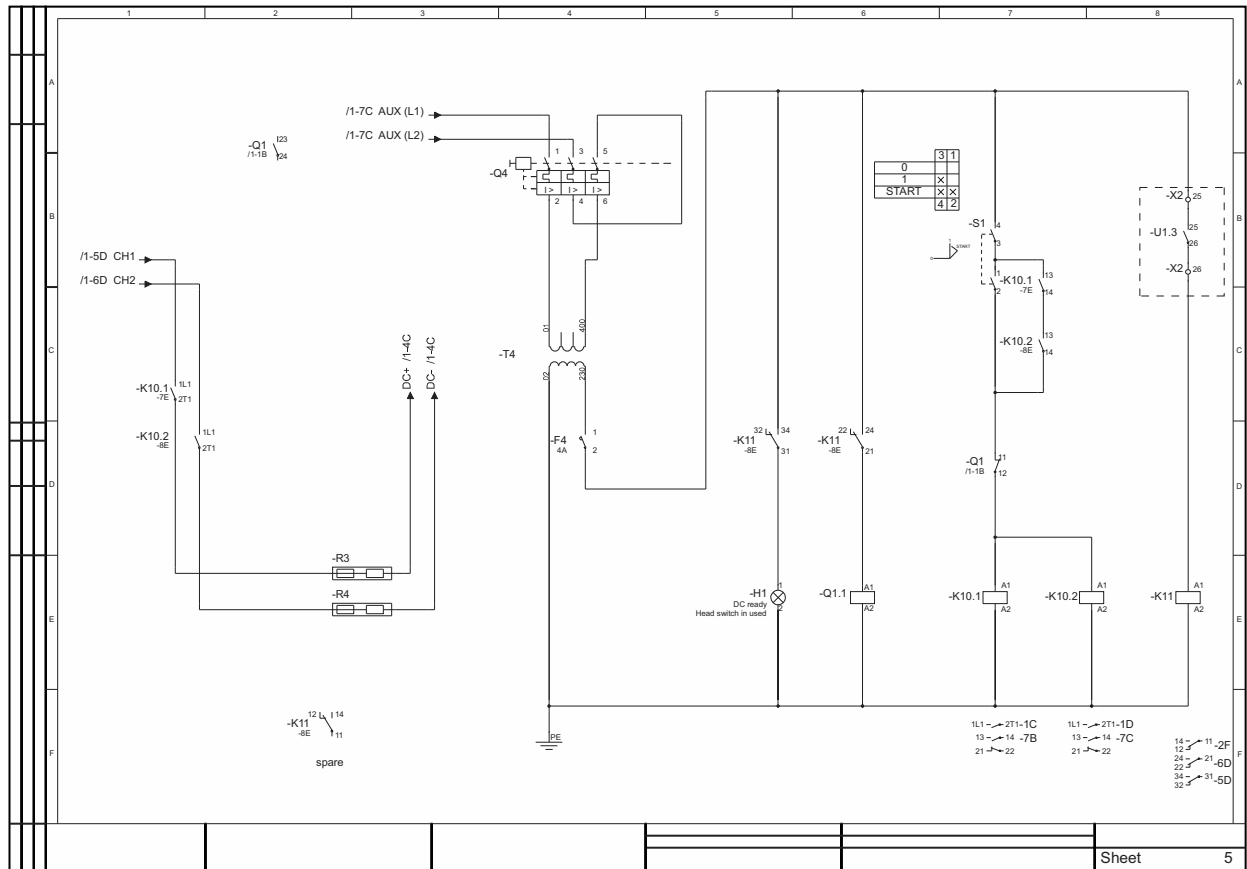 1 2 3 4 5 6 7 8
A A
/1-7C AUX (L1)
/1-7C AUX (L2)
-Q1 23
/1-1B 24
1 3 5
-Q4
I> I> I>
2 4 6
3 1
0
1 X
START X X
4 2
B B
-X2 25
-U1.3 25
26
-X2 26
-S1 4
3
1
START
0
1
2
-K10.1 13
-7E 14
-K10.2 13
-8E 14
/1-5D CH1
/1-6D CH2
C C
DC+ /1-4C
DC- /1-4C
01 400
-T4
02 230
-K10.1 1L1
-7E 2T1
-K10.2 1L1
-8E 2T1
-F4 1
4A 2
32 34
-K11
-8E 31
22 24
-K11
-8E 21
-Q1 11
/1-1B 12
D D
-R3
-R4
-H1 1
DC ready
Head switch in used
2
-Q1.1 A1
A2
-K10.1 A1
A2
-K10.2 A1
A2
-K11 A1
A2
E E
12 14
-K11
-8E 11
spare
PE
1L1 2T1 -1C
13 14 -7B
21 22
1L1 2T1 -1D
13 14 -7C
21 22
14 11 -2F
12
24 21 -6D
22
34 31 -5D
32
F F
Sheet 5